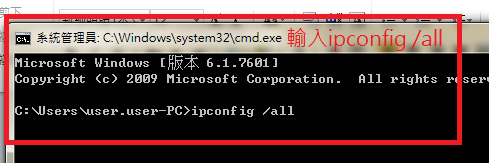 系統管理員: C:\Windows\system32\cmd.exe 輸入ipconfig /all
Microsoft Windows [版本 6.1.7601]
Copyright (c) 2009 Microsoft Corporation. All rights
C:\Users\user.user-PC>ipconfig /all